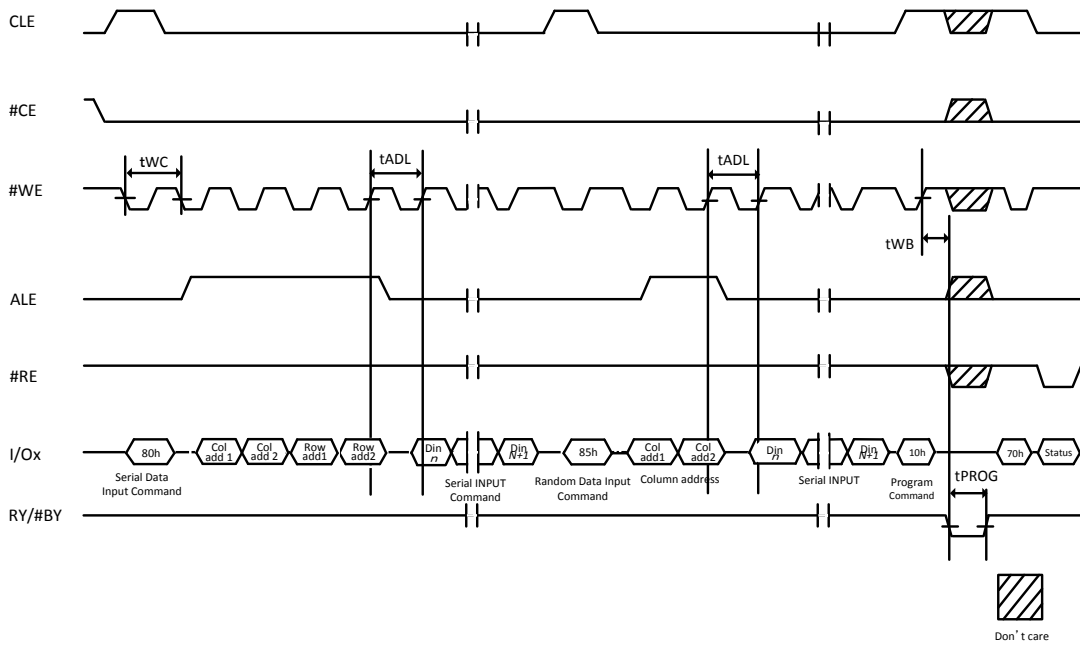 CLE
#CE
tWC
tADL
tADL
#WE
tWB
ALE
#RE
I/Ox
80h
Col
add 1
Col
add 2
Row
add1
Row
add2
Din
n
Din
N+1
85h
Col
add1
Col
add2
Din
n
Din
N+1
10h
70h
Status
Serial Data
Input Command
Serial INPUT
Command
Random Data Input
Command
Column address
Serial INPUT
Program
Command
tPROG
RY/#BY
Don't care